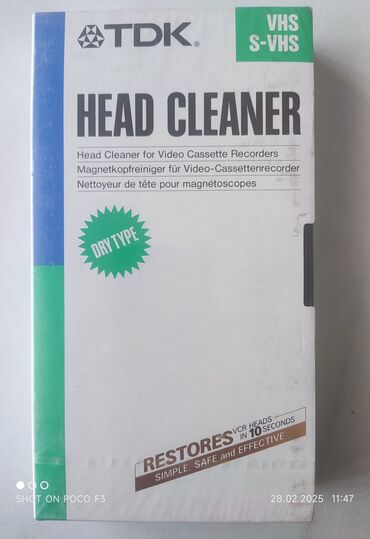 TDK®
VHS
S-VHS
HEAD CLEANER
Head Cleaner for Video Cassette Recorders
Magnetkopfreiniger für Video-Cassettenrecorder
Nettoyeur de tête pour magnétoscopes
DRY TYPE
RESTORES VCR HEADS IN 10 SECONDS
SIMPLE, SAFE and EFFECTIVE
SHOT ON POCO F3
28.02.2025 11:47